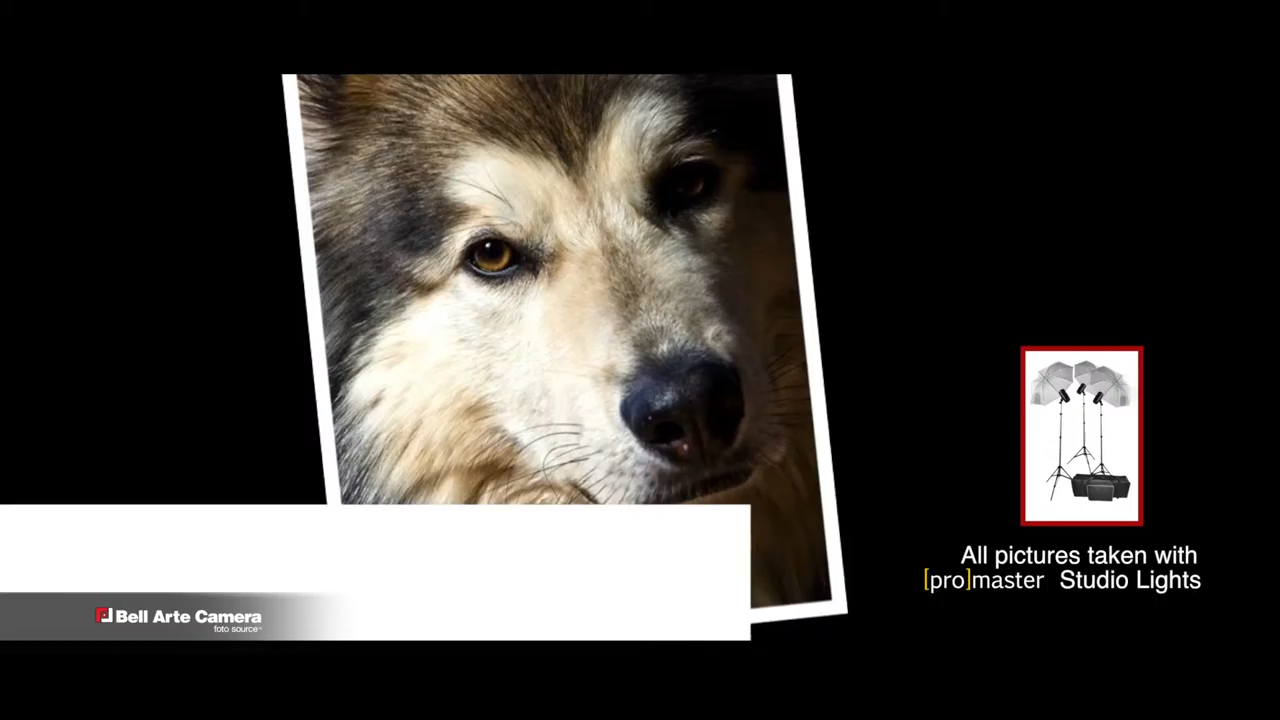 All pictures taken with
[pro]master Studio Lights
Bell Arte Camera
foto source